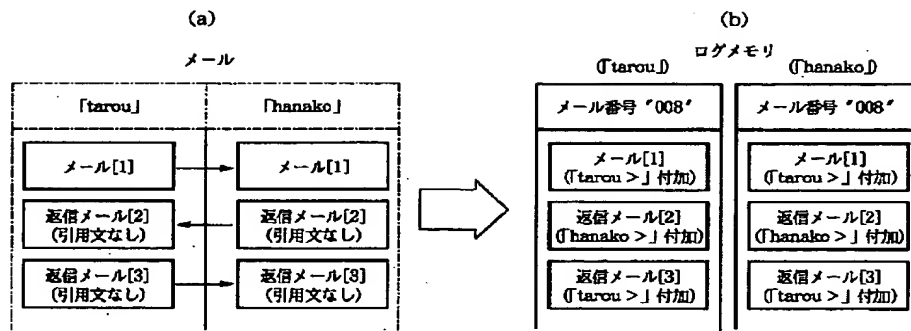 (a)
メール
「tarou」
「hanako」
メール[1]
メール[1]
返信メール[2]
(引用文なし)
返信メール[2]
(引用文なし)
返信メール[3]
(引用文なし)
返信メール[3]
(引用文なし)
(b)
ログメモリ
(「tarou」)
(「hanako」)
メール番号"008"
メール番号"008"
メール[1]
(「tarou>」付加)
メール[1]
(「tarou>」付加)
返信メール[2]
(「hanako>」付加)
返信メール[2]
(「hanako>」付加)
返信メール[3]
(「tarou>」付加)
返信メール[3]
(「tarou>」付加)